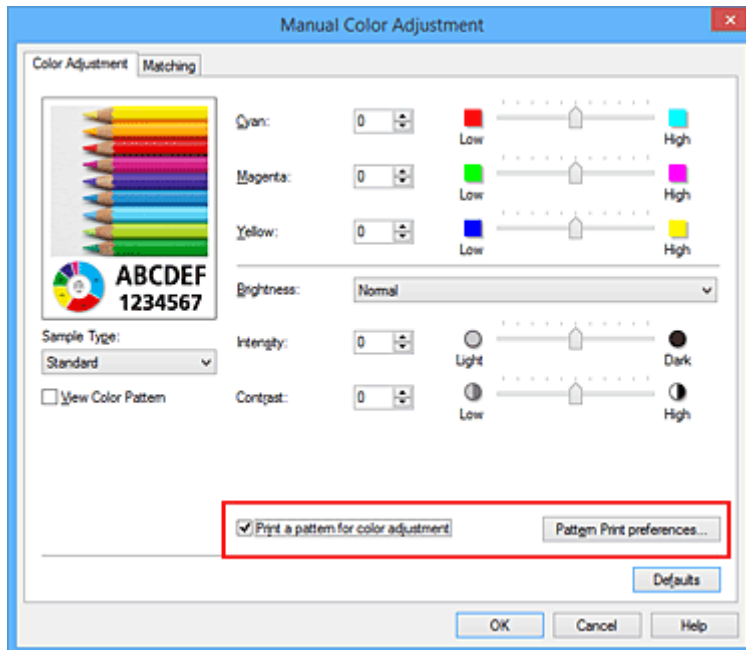 Manual Color Adjustment
Color Adjustment Matching
Cyan: 0 Low High
Magenta: 0 Low High
Yellow: 0 Low High
ABCDEF
1234567
Brightness: Normal
Sample Type:
Standard
Intensity: 0 Light Dark
View Color Pattern
Contrast: 0 Low High
Print a pattern for color adjustment Pattern Print preferences...
Defaults
OK Cancel Help